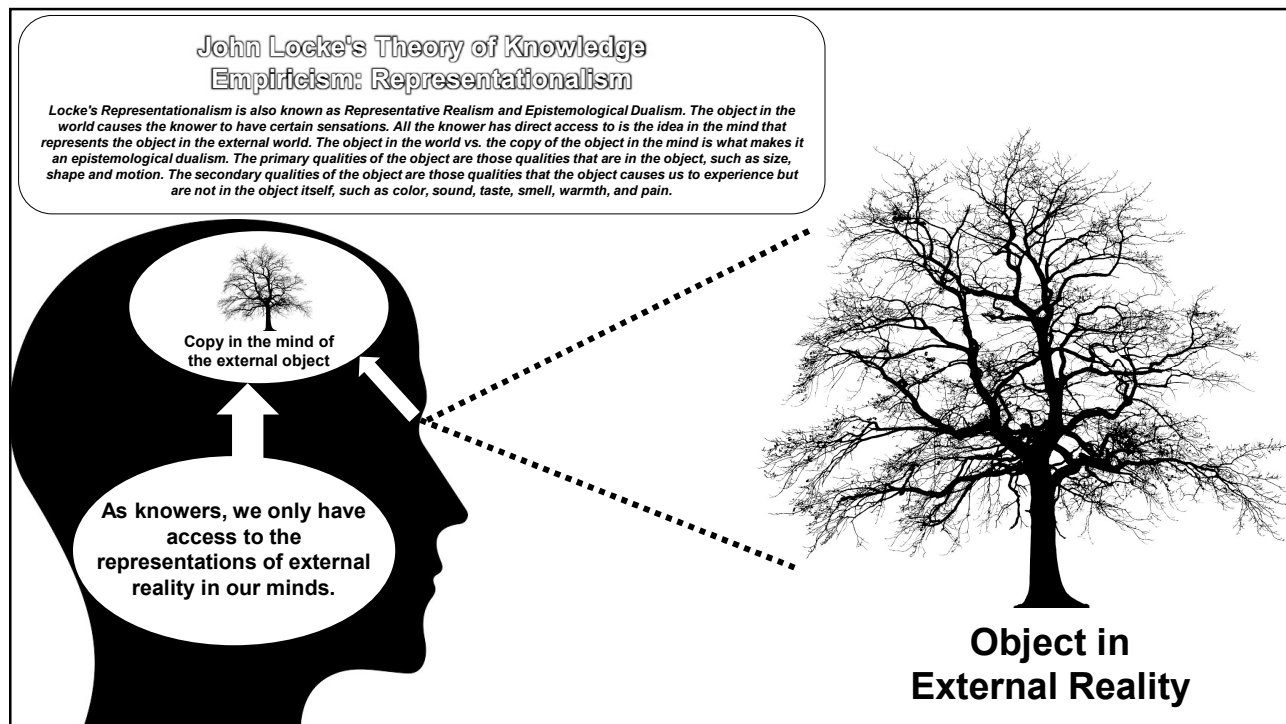 John Locke's Theory of Knowledge
Empiricism: Representationalism
Locke's Representationalism is also known as Representative Realism and Epistemological Dualism. The object in the
world causes the knower to have certain sensations. All the knower has direct access to is the idea in the mind that
represents the object in the external world. The object in the world vs. the copy of the object in the mind is what makes it
an epistemological dualism. The primary qualities of the object are those qualities that are in the object, such as size,
shape and motion. The secondary qualities of the object are those qualities that the object causes us to experience but
are not in the object itself, such as color, sound, taste, smell, warmth, and pain.
Copy in the mind of
the external object
As knowers, we only have
access to the
representations of external
reality in our minds.
Object in
External Reality